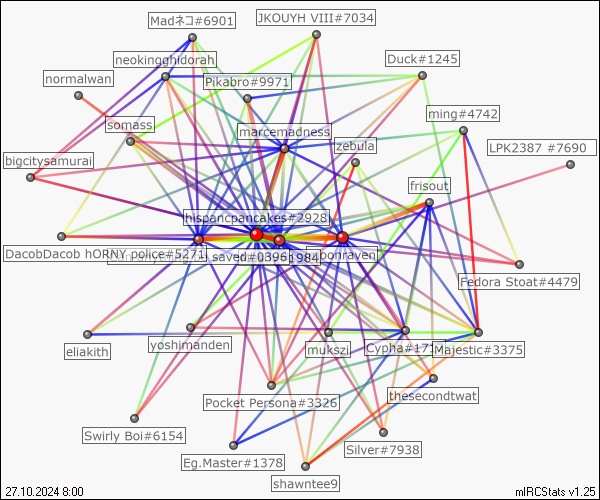 Madネコ#6901
JKOUYH VIII#7034
neokingghidorah
Duck#1245
normalwan
Pikabro#9971
ming#4742
somass
marcemadness
zebula
LPK2387 #7690
bigcitysamurai
frisout
hispancpancakes#2928
DacobDacob hORNY police#5271
saved#0396
984
ponraven
Fedora Stoat#4479
eliakith
yoshimanden
mukszi
Cypha#17
Majestic#3375
Pocket Persona#3326
thesecondtwat
Swirly Boi#6154
Silver#7938
Eg.Master#1378
shawntee9
27.10.2024 8:00
mIRCStats v1.25